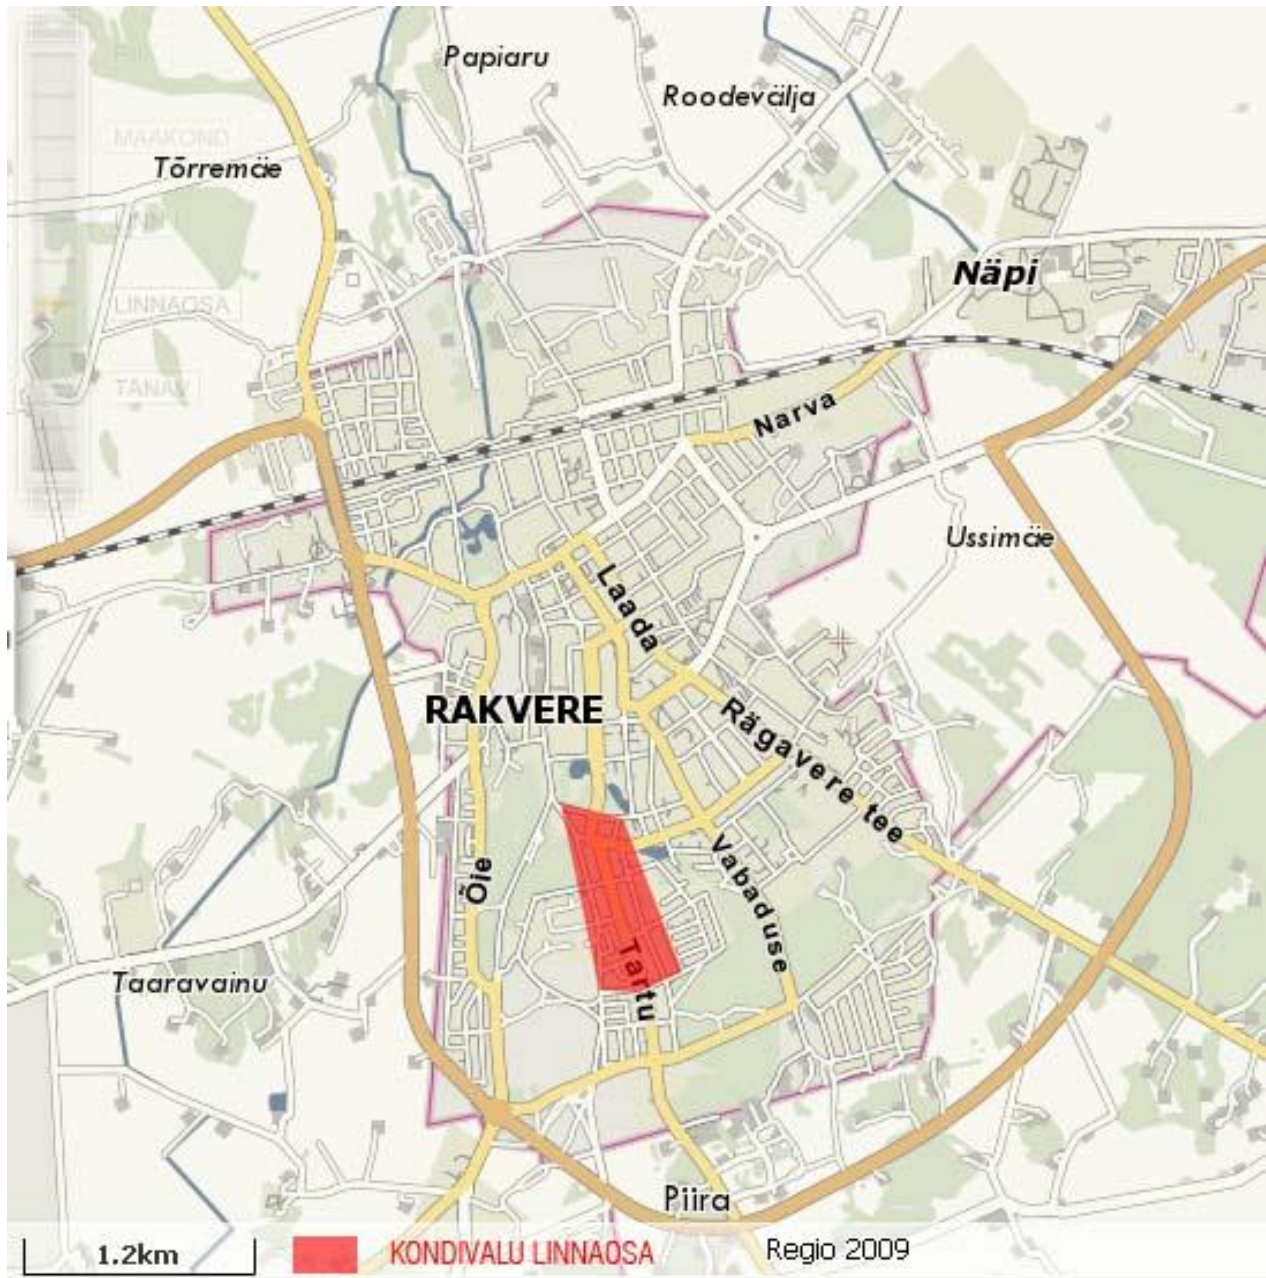 Papiaru
Roodevälja
MAAKOND
Tõrremäe
LINN
Näpi
LINNAOSA
TÄNAV
Narva
Ussimäe
Laada
RAKVERE
Rägavere tee
Vabaduse
Õie
Tartu
Taaravainu
Piira
1.2km
KONDIVALU LINNAOSA
Regio 2009